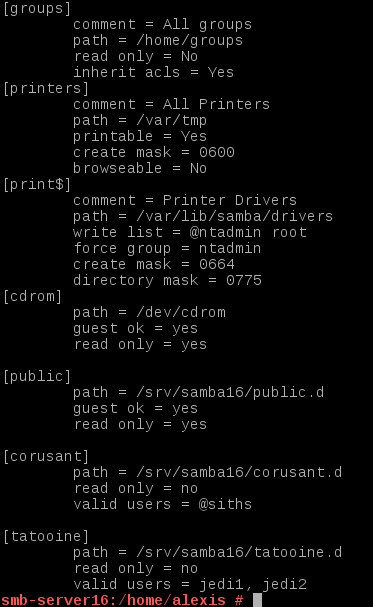 [groups]
        comment = All groups
        path = /home/groups
        read only = No
        inherit acls = Yes
[printers]
        comment = All Printers
        path = /var/tmp
        printable = Yes
        create mask = 0600
        browseable = No
[print$]
        comment = Printer Drivers
        path = /var/lib/samba/drivers
        write list = @ntadmin root
        force group = ntadmin
        create mask = 0664
        directory mask = 0775
[cdrom]
        path = /dev/cdrom
        guest ok = yes
        read only = yes

[public]
        path = /srv/samba16/public.d
        guest ok = yes
        read only = yes

[corusant]
        path = /srv/samba16/corusant.d
        read only = no
        valid users = @siths

[tatooine]
        path = /srv/samba16/tatooine.d
        read only = no
        valid users = jedi1, jedi2
smb-server16:/home/alexis #